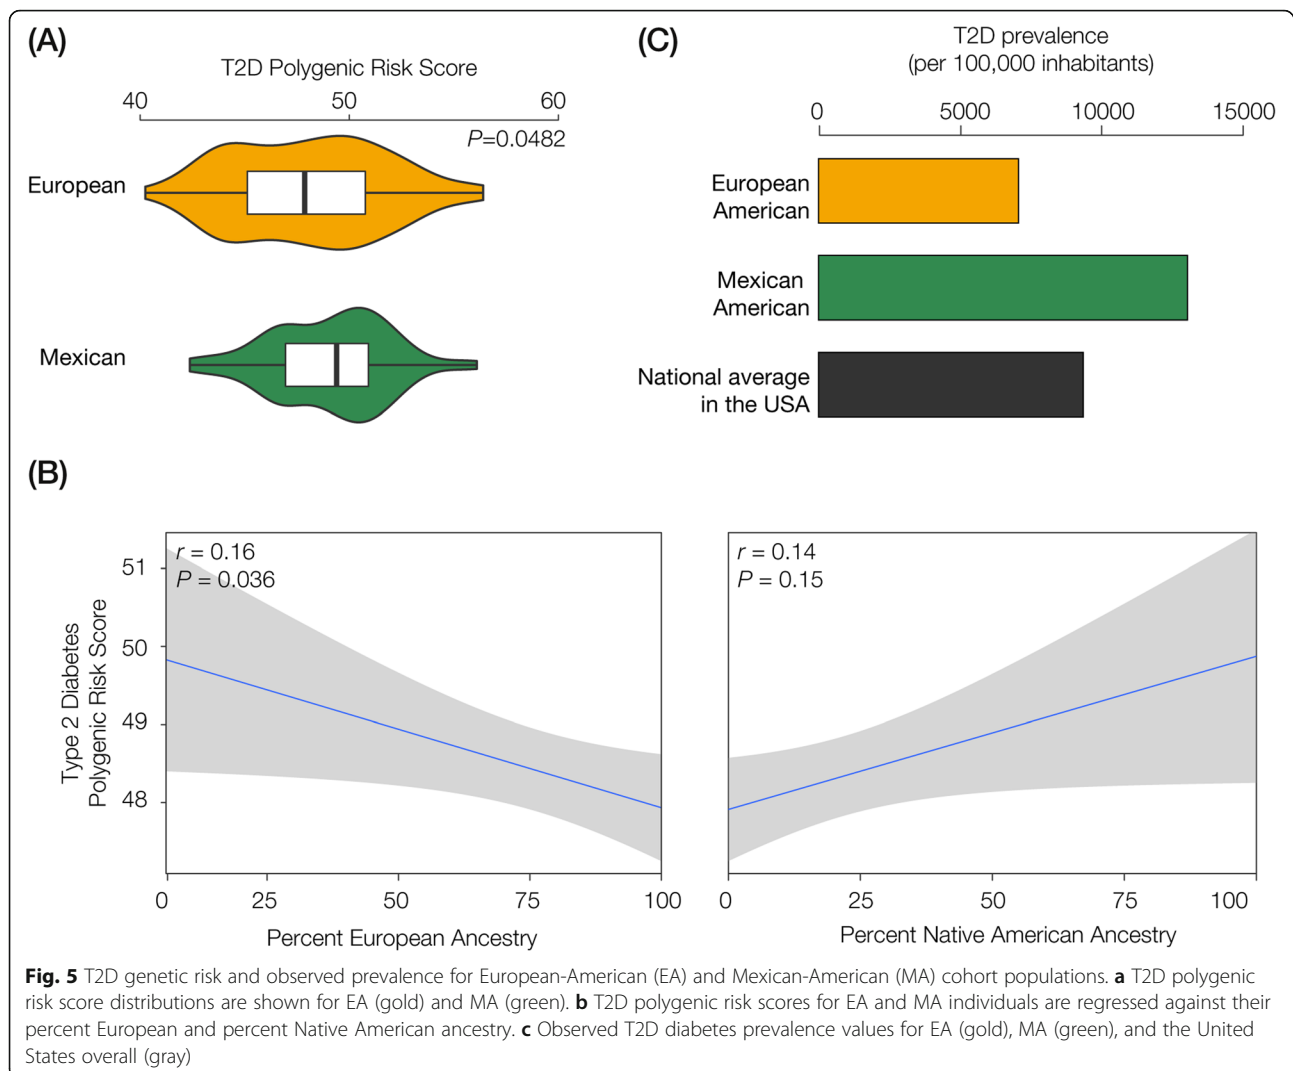 (A)
T2D Polygenic Risk Score
40 50 60
P=0.0482
European
Mexican
(C)
T2D prevalence
(per 100,000 inhabitants)
0 5000 10000 15000
European
American
Mexican
American
National average
in the USA
(B)
Type 2 Diabetes
Polygenic Risk Score
51
50
49
48
r = 0.16
P = 0.036
0 25 50 75 100
Percent European Ancestry
r = 0.14
P = 0.15
0 25 50 75 100
Percent Native American Ancestry
Fig. 5 T2D genetic risk and observed prevalence for European-American (EA) and Mexican-American (MA) cohort populations. a T2D polygenic
risk score distributions are shown for EA (gold) and MA (green). b T2D polygenic risk scores for EA and MA individuals are regressed against their
percent European and percent Native American ancestry. c Observed T2D diabetes prevalence values for EA (gold), MA (green), and the United
States overall (gray)